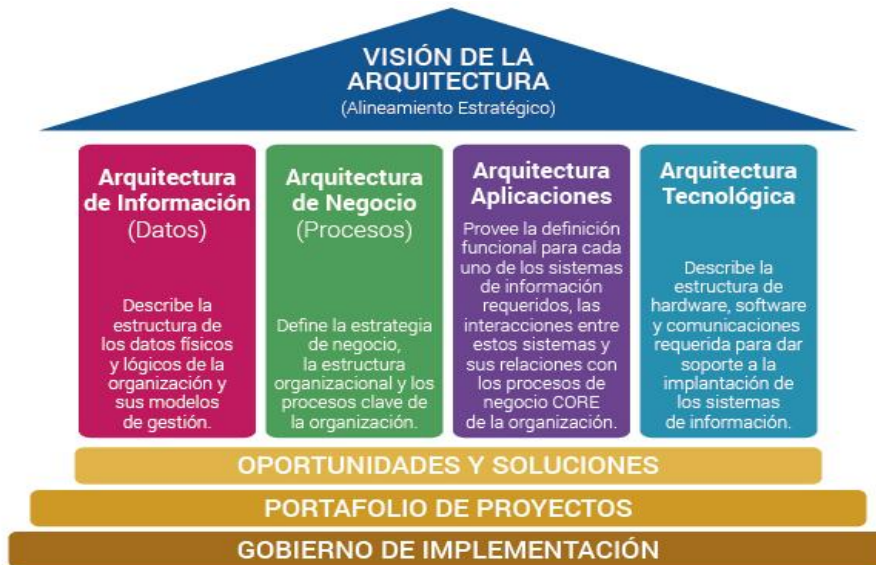 VISIÓN DE LA
ARQUITECTURA
(Alineamiento Estratégico)
Arquitectura
de Información
(Datos)
Describe la
estructura de
los datos físicos
y lógicos de la
organización y
sus modelos
de gestión.
Arquitectura
de Negocio
(Procesos)
Define la estrategia
de negocio,
la estructura
organizacional y los
procesos clave de
la organización.
Arquitectura
Aplicaciones
Provee la definición
funcional para cada
uno de los sistemas
de información
requeridos, las
interacciones entre
estos sistemas y
sus relaciones con
los procesos de
negocio CORE
de la organización.
Arquitectura
Tecnológica
Describe la
estructura de
hardware, software
y comunicaciones
requerida para dar
soporte a la
implantación de
los sistemas
de información.
OPORTUNIDADES Y SOLUCIONES
PORTAFOLIO DE PROYECTOS
GOBIERNO DE IMPLEMENTACIÓN